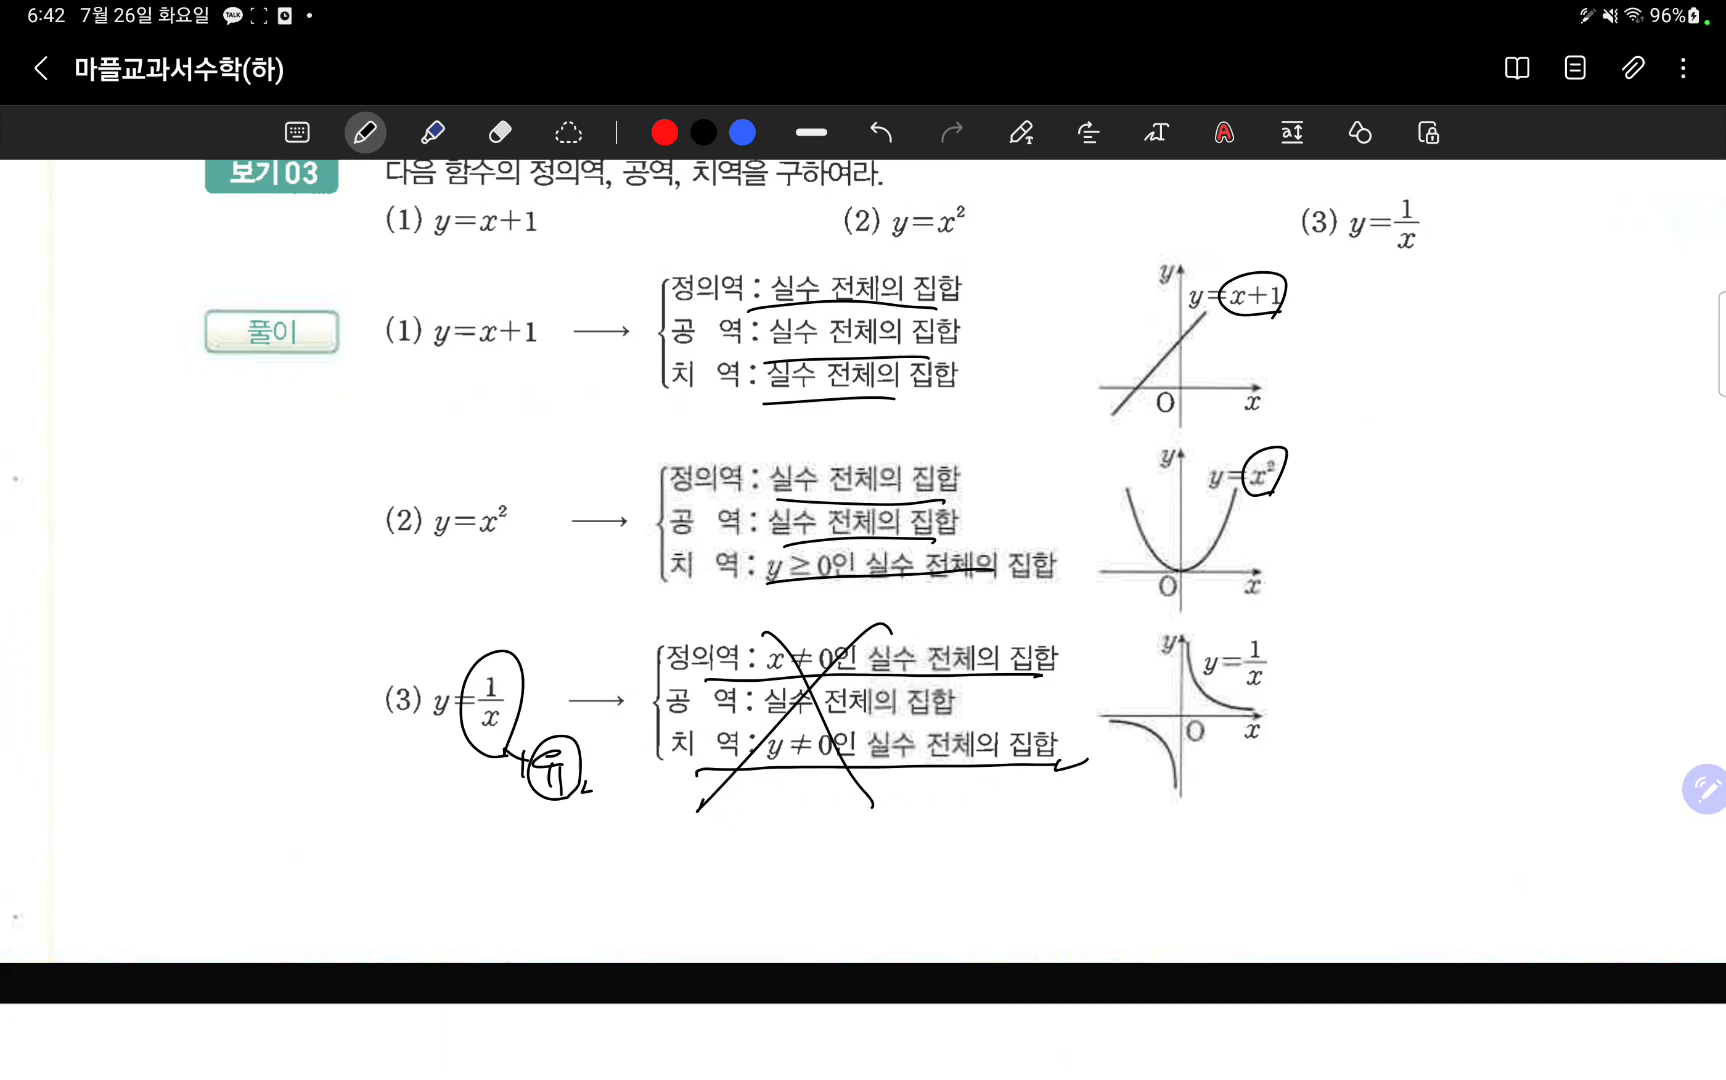 6:42 7월 26일 화요일 TALK 96%
마플교과서수학(하)
보기 03 다음 함수의 정의역, 공역, 치역을 구하여라.
(1) y=x+1 (2) y=x² (3) y=1/x
풀이
(1) y=x+1 ⟶
정의역 : 실수 전체의 집합
공 역 : 실수 전체의 집합
치 역 : 실수 전체의 집합
y
y=x+1
O x
(2) y=x² ⟶
정의역 : 실수 전체의 집합
공 역 : 실수 전체의 집합
치 역 : y≥0인 실수 전체의 집합
y
y=x²
O x
(3) y=1/x ⟶
정의역 : x≠0인 실수 전체의 집합
공 역 : 실수 전체의 집합
치 역 : y≠0인 실수 전체의 집합
y
y=1/x
O x